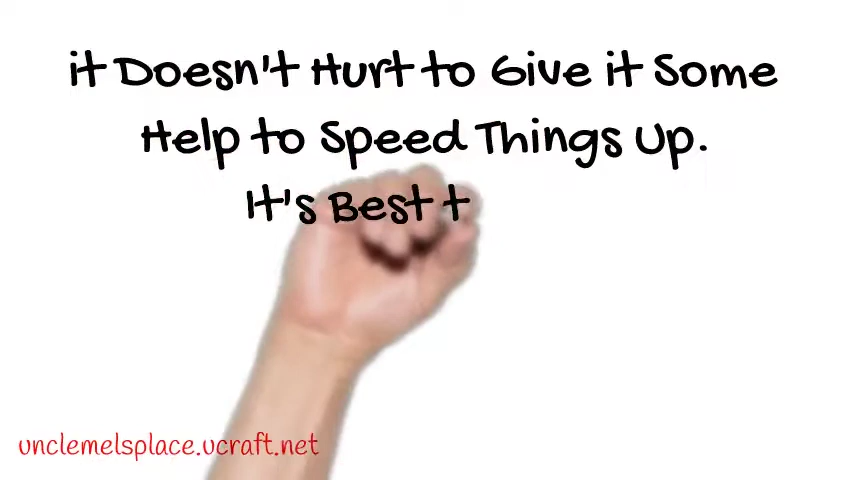 it Doesn't Hurt to Give it Some
Help to Speed Things Up.
It's Best t
unclemelsplace.ucraft.net